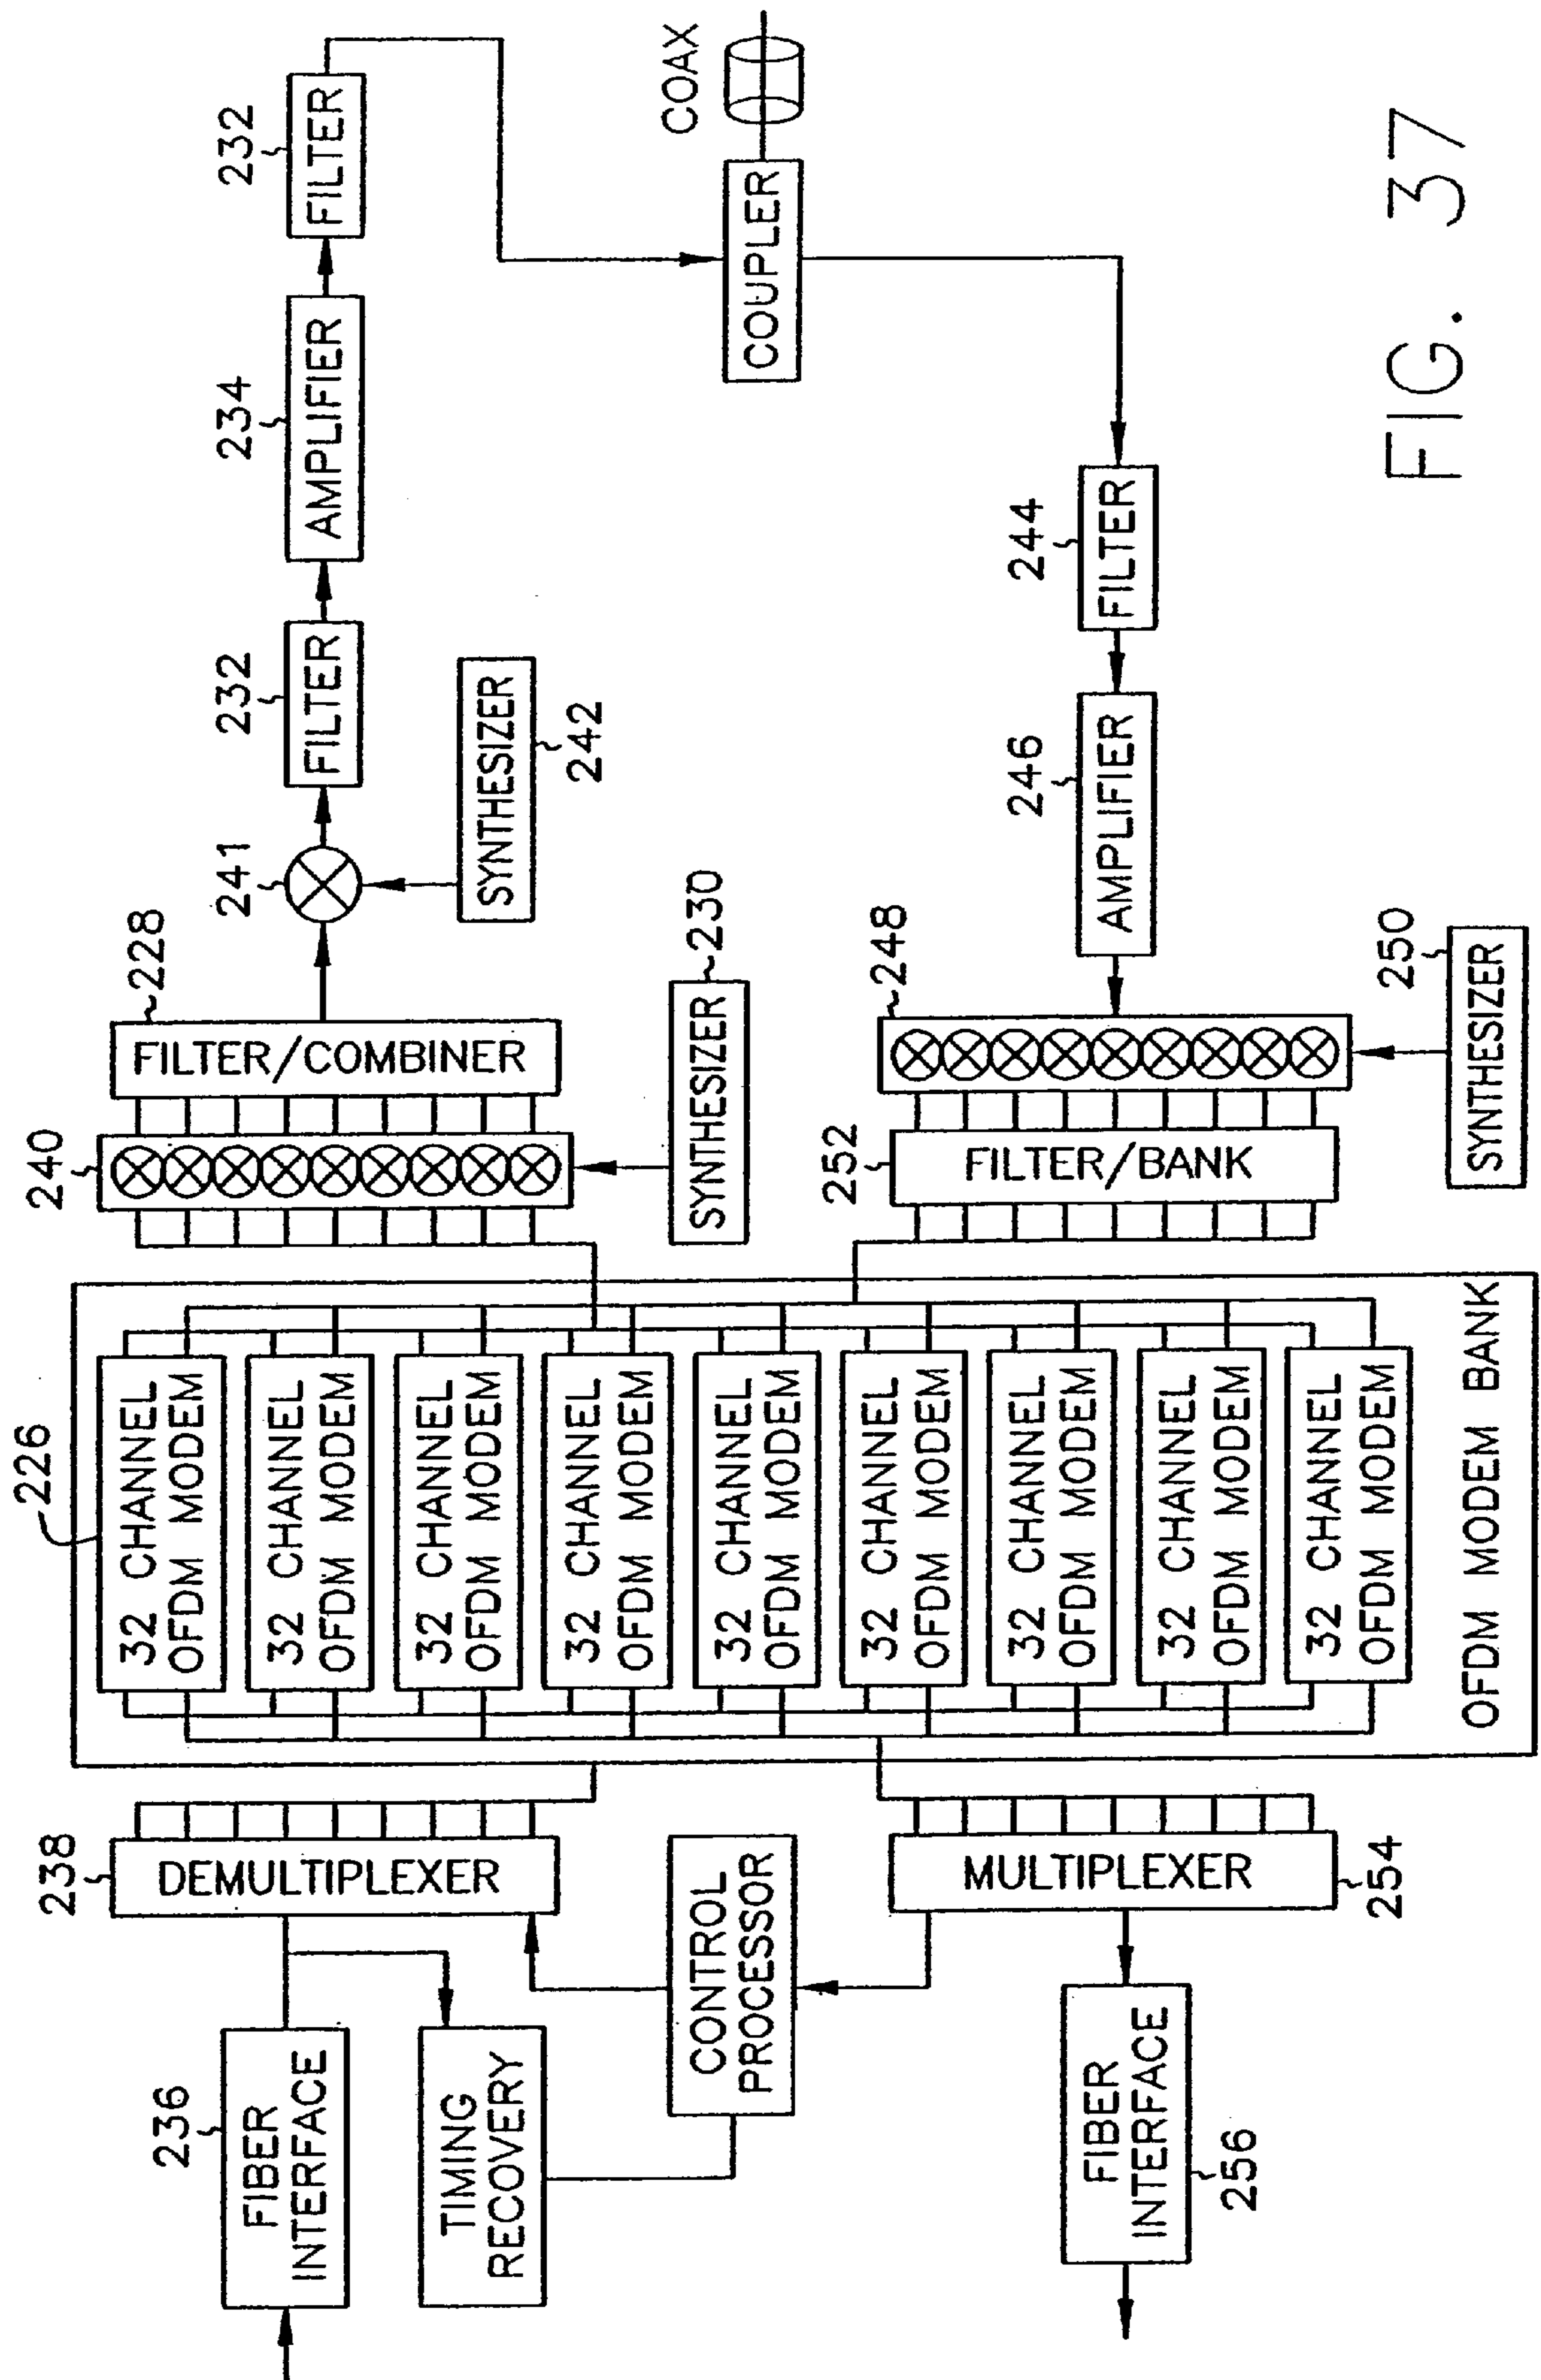 236
FIBER
INTERFACE
TIMING
RECOVERY
238
DEMULTIPLEXER
CONTROL
PROCESSOR
MULTIPLEXER
254
FIBER
INTERFACE
256
226
32 CHANNEL
OFDM MODEM
32 CHANNEL
OFDM MODEM
32 CHANNEL
OFDM MODEM
32 CHANNEL
OFDM MODEM
32 CHANNEL
OFDM MODEM
32 CHANNEL
OFDM MODEM
32 CHANNEL
OFDM MODEM
32 CHANNEL
OFDM MODEM
32 CHANNEL
OFDM MODEM
OFDM MODEM BANK
240
228
FILTER/COMBINER
SYNTHESIZER
230
241
SYNTHESIZER
242
232
FILTER
234
AMPLIFIER
232
FILTER
COUPLER
COAX
244
FILTER
246
AMPLIFIER
248
252
FILTER/BANK
250
SYNTHESIZER
FIG. 37